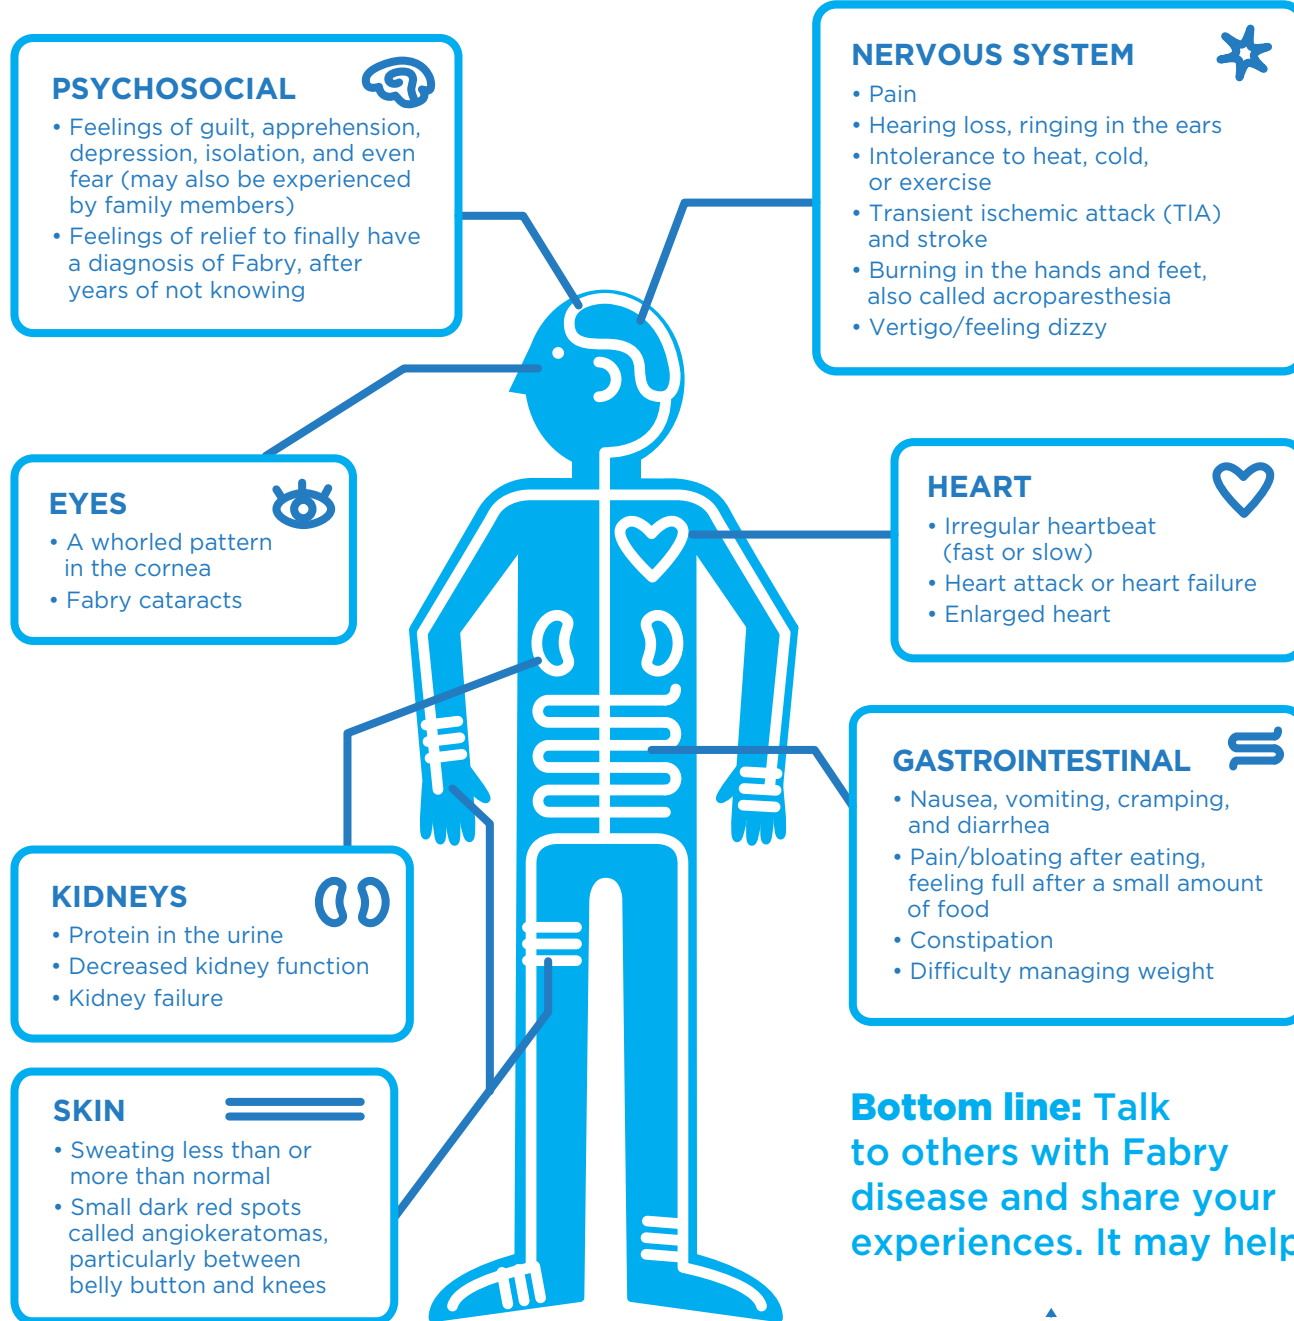 PSYCHOSOCIAL
• Feelings of guilt, apprehension,
depression, isolation, and even
fear (may also be experienced
by family members)
• Feelings of relief to finally have
a diagnosis of Fabry, after
years of not knowing
NERVOUS SYSTEM
• Pain
• Hearing loss, ringing in the ears
• Intolerance to heat, cold,
or exercise
• Transient ischemic attack (TIA)
and stroke
• Burning in the hands and feet,
also called acroparesthesia
• Vertigo/feeling dizzy
EYES
• A whorled pattern
in the cornea
• Fabry cataracts
HEART
• Irregular heartbeat
(fast or slow)
• Heart attack or heart failure
• Enlarged heart
GASTROINTESTINAL
• Nausea, vomiting, cramping,
and diarrhea
• Pain/bloating after eating,
feeling full after a small amount
of food
• Constipation
• Difficulty managing weight
KIDNEYS
• Protein in the urine
• Decreased kidney function
• Kidney failure
SKIN
• Sweating less than or
more than normal
• Small dark red spots
called angiokeratomas,
particularly between
belly button and knees
Bottom line: Talk
to others with Fabry
disease and share your
experiences. It may help